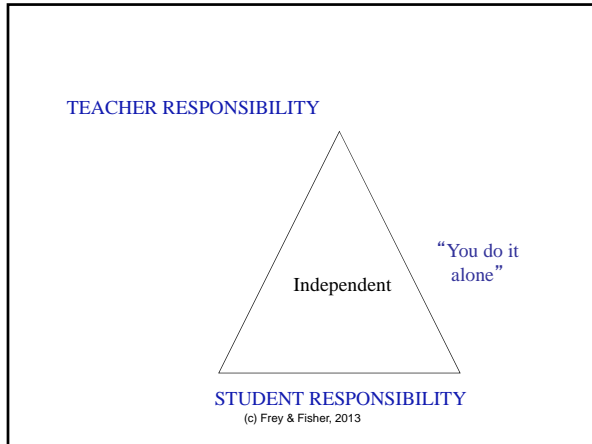 TEACHER RESPONSIBILITY
“You do it
alone”
Independent
STUDENT RESPONSIBILITY
(c) Frey & Fisher, 2013